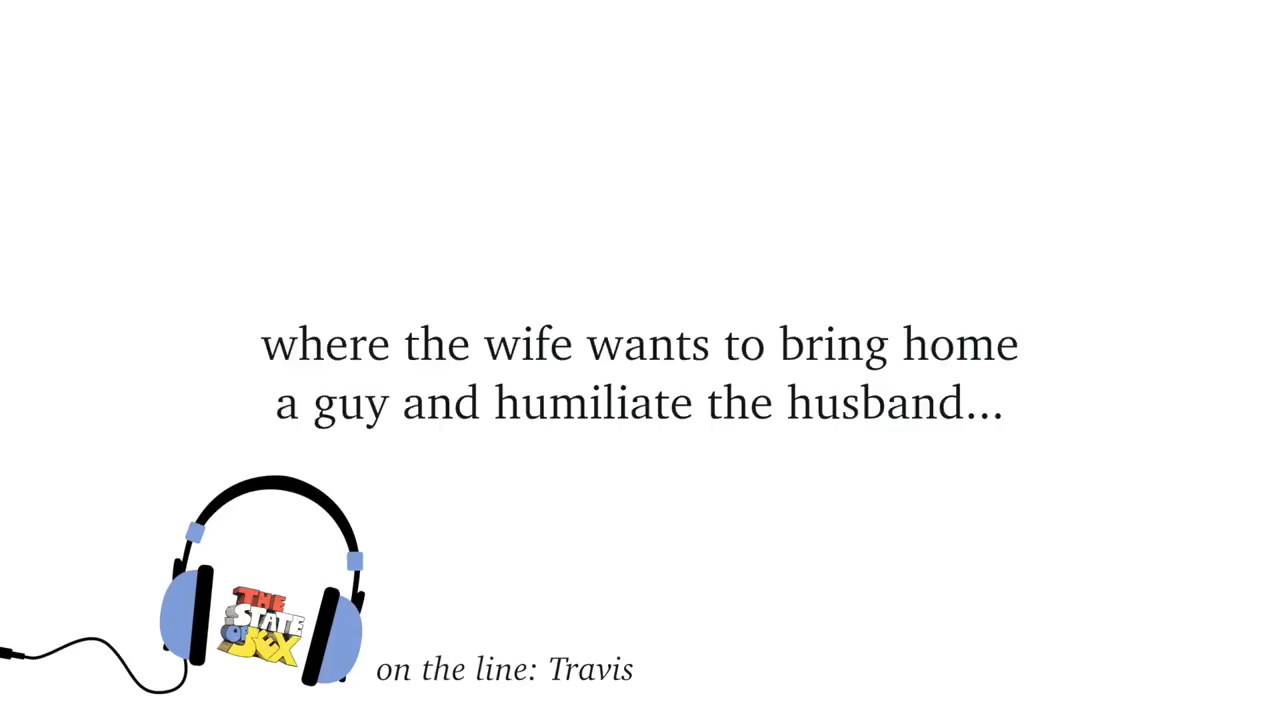 where the wife wants to bring home
a guy and humiliate the husband...
THE
STATE
OF SEX
on the line: Travis